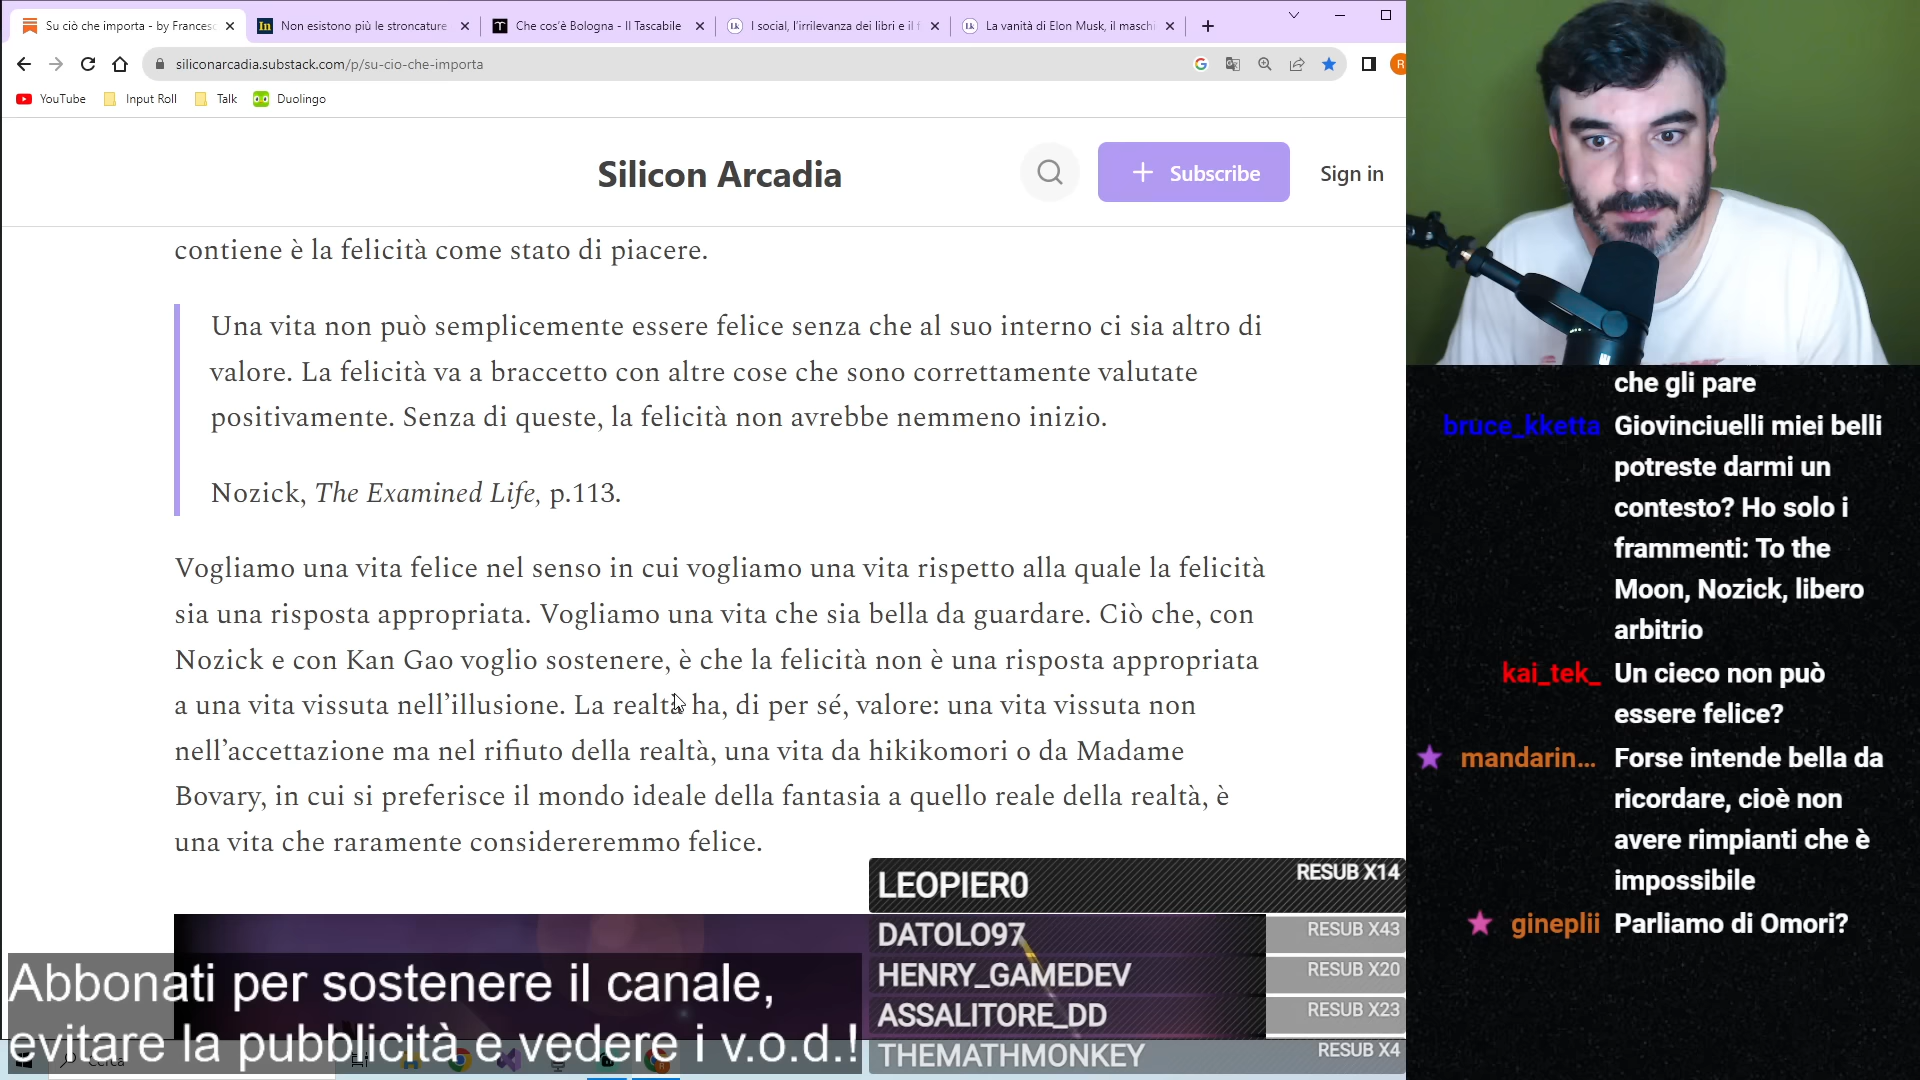 Su ciò che importa - by Francesc
Non esistono più le stroncature
Che cos'è Bologna - Il Tascabile
I social, l'irrilevanza dei libri e il f
La vanità di Elon Musk, il maschi
siliconarcadia.substack.com/p/su-cio-che-importa
YouTube
Input Roll
Talk
Duolingo
Silicon Arcadia
Subscribe
Sign in
contiene è la felicità come stato di piacere.
Una vita non può semplicemente essere felice senza che al suo interno ci sia altro di
valore. La felicità va a braccetto con altre cose che sono correttamente valutate
positivamente. Senza di queste, la felicità non avrebbe nemmeno inizio.
Nozick, The Examined Life, p.113.
Vogliamo una vita felice nel senso in cui vogliamo una vita rispetto alla quale la felicità
sia una risposta appropriata. Vogliamo una vita che sia bella da guardare. Ciò che, con
Nozick e con Kan Gao voglio sostenere, è che la felicità non è una risposta appropriata
a una vita vissuta nell'illusione. La realtà ha, di per sé, valore: una vita vissuta non
nell'accettazione ma nel rifiuto della realtà, una vita da hikikomori o da Madame
Bovary, in cui si preferisce il mondo ideale della fantasia a quello reale della realtà, è
una vita che raramente considereremmo felice.
Abbonati per sostenere il canale,
evitare la pubblicità e vedere i v.o.d.!
Cerca
LEOPIER0 RESUB X14
DATOLO97 RESUB X43
HENRY_GAMEDEV RESUB X20
ASSALITORE_DD RESUB X23
THEMATHMONKEY RESUB X4
che gli pare
bruce_kketta Giovinciuelli miei belli
potreste darmi un
contesto? Ho solo i
frammenti: To the
Moon, Nozick, libero
arbitrio
kai_tek_ Un cieco non può
essere felice?
mandarin... Forse intende bella da
ricordare, cioè non
avere rimpianti che è
impossibile
gineplii Parliamo di Omori?